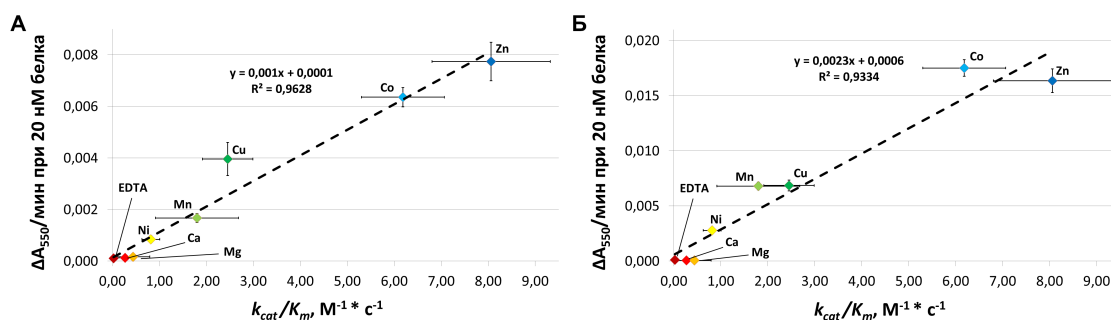 А
ΔA550/мин при 20 нМ белка
0,008
0,006
0,004
0,002
0,000
y = 0,001x + 0,0001
R² = 0,9628
Zn
Co
Cu
Mn
EDTA
Ni
Ca
Mg
0,00 1,00 2,00 3,00 4,00 5,00 6,00 7,00 8,00 9,00
kcat/Km, M⁻¹ * c⁻¹
Б
ΔA550/мин при 20 нМ белка
0,020
0,015
0,010
0,005
0,000
y = 0,0023x + 0,0006
R² = 0,9334
Co
Zn
Mn
Cu
EDTA
Ni
Ca
Mg
0,00 1,00 2,00 3,00 4,00 5,00 6,00 7,00 8,00 9,00
kcat/Km, M⁻¹ * c⁻¹